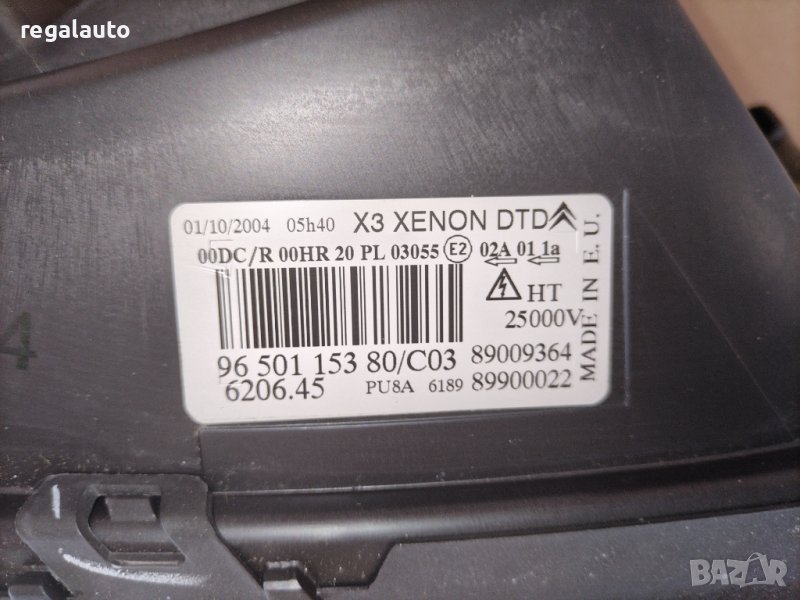 regalauto
01/10/2004 05h40 X3 XENON DTD
00DC/R 00HR 20 PL 03055 E2 02A 01 1a
HT
25000V
96 501 153 80/C03 89009364
6206.45 PU8A 6189 89900022
MADE IN E. U.
4
BAZAR